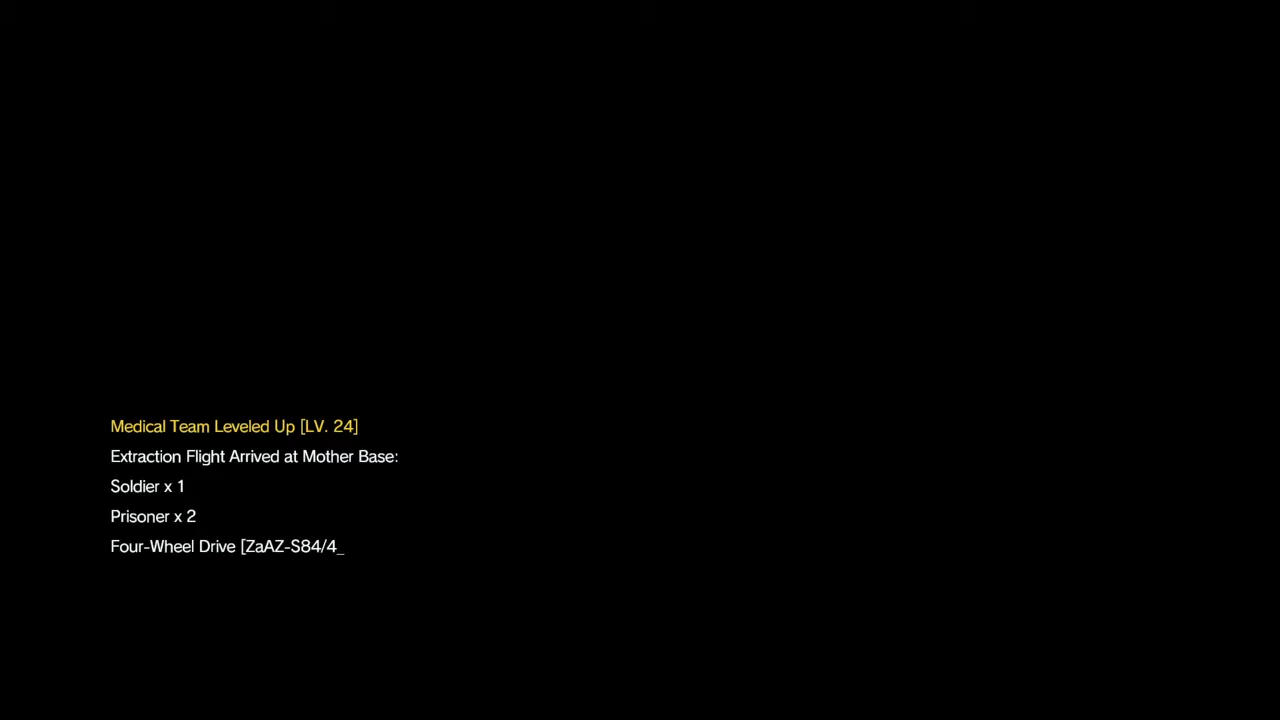 Medical Team Leveled Up [LV. 24]
Extraction Flight Arrived at Mother Base:
Soldier x 1
Prisoner x 2
Four-Wheel Drive [ZaAZ-S84/4_